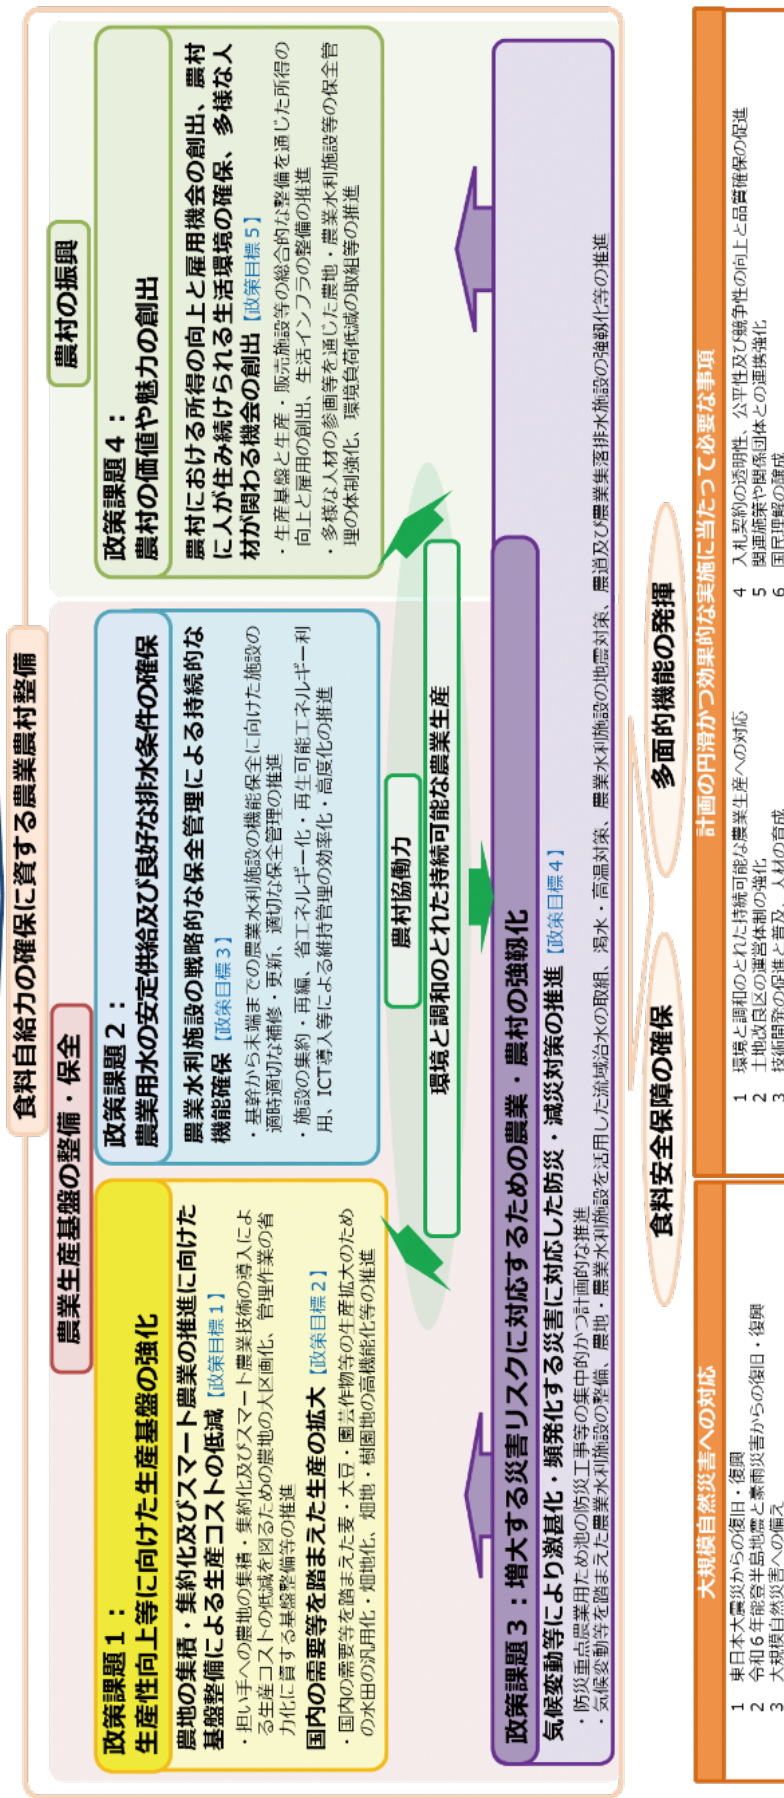 食料自給力の確保に資する農業農村整備
農業生産基盤の整備・保全
農村の振興
政策課題１：
生産性向上等に向けた生産基盤の強化
農地の集積・集約化及びスマート農業の推進に向けた
基盤整備による生産コストの低減【政策目標１】
・担い手への農地の集積・集約化及びスマート農業技術の導入によ
る生産コストの低減を図るための農地の大区画化、管理作業の省
力化に資する基盤整備等の推進
国内の需要等を踏まえた生産の拡大【政策目標２】
・国内の需要等を踏まえた麦・大豆・園芸作物等の生産拡大のため
の水田の汎用化・畑地化、畑地・樹園地の高機能化等の推進
政策課題２：
農業用水の安定供給及び良好な排水条件の確保
農業水利施設の戦略的な保全管理による持続的な
機能確保【政策目標３】
・基幹から末端までの農業水利施設の機能保全に向けた施設の
適時適切な補修・更新、適切な保全管理の推進
・施設の集約・再編、省エネルギー化・再生可能エネルギー利
用、ICT導入等による維持管理の効率化・高度化の推進
政策課題４：
農村の価値や魅力の創出
農村における所得の向上と雇用機会の創出、農村
に人が住み続けられる生活環境の確保、多様な人
材が関わる機会の創出【政策目標５】
・生産基盤と生産・販売施設等の総合的な整備を通じた所得の
向上と雇用の創出、生活インフラの整備の推進
・多様な人材の参画等を通じた農地・農業水利施設等の保全管
理の体制強化、環境負荷低減の取組等の推進
農村協働力
環境と調和のとれた持続可能な農業生産
政策課題３：増大する災害リスクに対応するための農業・農村の強靱化
気候変動等により激甚化・頻発化する災害に対応した防災・減災対策の推進【政策目標４】
・防災重点農業用ため池の防災工事等の集中的かつ計画的な推進
・気候変動等を踏まえた農業水利施設の整備、農地・農業水利施設を活用した流域治水の取組、渇水・高温対策、農業水利施設の地震対策、農道及び農業集落排水施設の強靱化等の推進
食料安全保障の確保
多面的機能の発揮
大規模自然災害への対応
1 東日本大震災からの復旧・復興
2 令和６年能登半島地震と豪雨災害からの復旧・復興
3 大規模自然災害への備え
計画の円滑かつ効果的な実施に当たって必要な事項
1 環境と調和のとれた持続可能な農業生産への対応
2 土地改良区の運営体制の強化
3 技術開発の促進と普及、人材の育成
4 入札契約の透明性、公平性及び競争性の向上と品質確保の促進
5 関連施策や関係団体との連携強化
6 国民理解の醸成